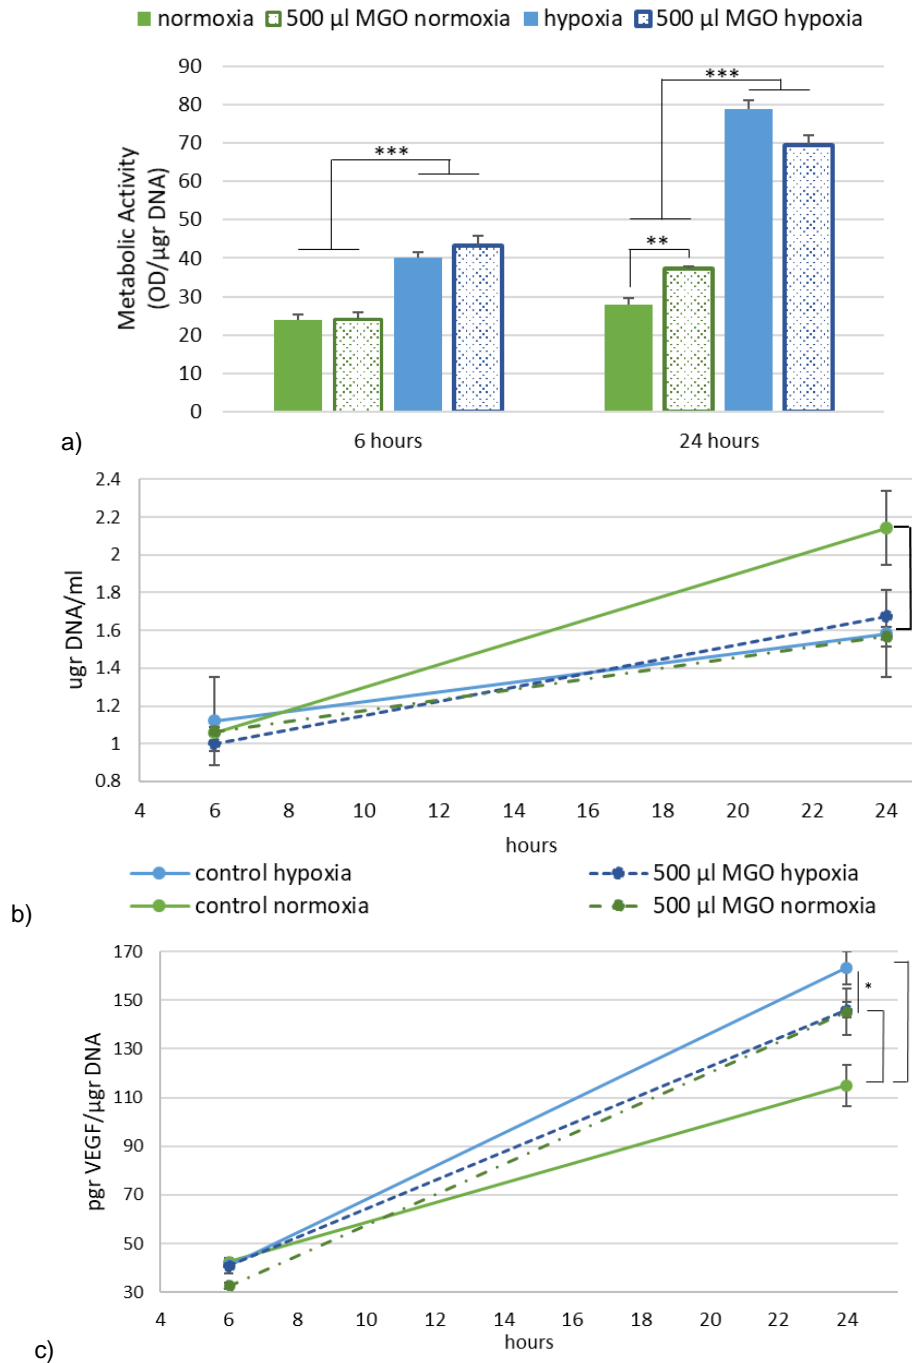 normoxia 500 µl MGO normoxia hypoxia 500 µl MGO hypoxia
Metabolic Activity
(OD/µgr DNA)
90
80
70
60
50
40
30
20
10
0
***
***
**
6 hours 24 hours
a)
ugr DNA/ml
2.4
2.2
2
1.8
1.6
1.4
1.2
1
0.8
4 6 8 10 12 14 16 18 20 22 24
hours
control hypoxia 500 µl MGO hypoxia
control normoxia 500 µl MGO normoxia
b)
pgr VEGF/µgr DNA
170
150
130
110
90
70
50
30
*
4 6 8 10 12 14 16 18 20 22 24
hours
c)